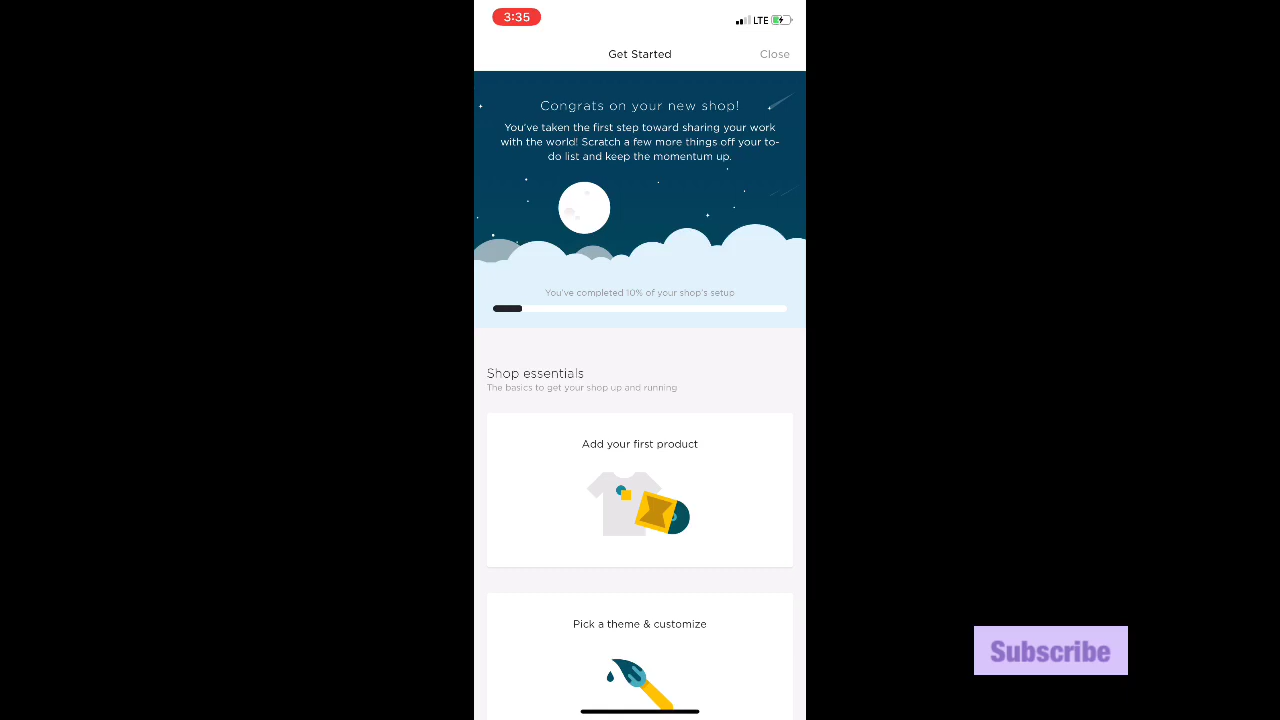 3:35
LTE
Get Started
Close
Congrats on your new shop!
You've taken the first step toward sharing your work
with the world! Scratch a few more things off your to-
do list and keep the momentum up.
You've completed 10% of your shop's setup
Shop essentials
The basics to get your shop up and running
Add your first product
Pick a theme & customize
Subscribe